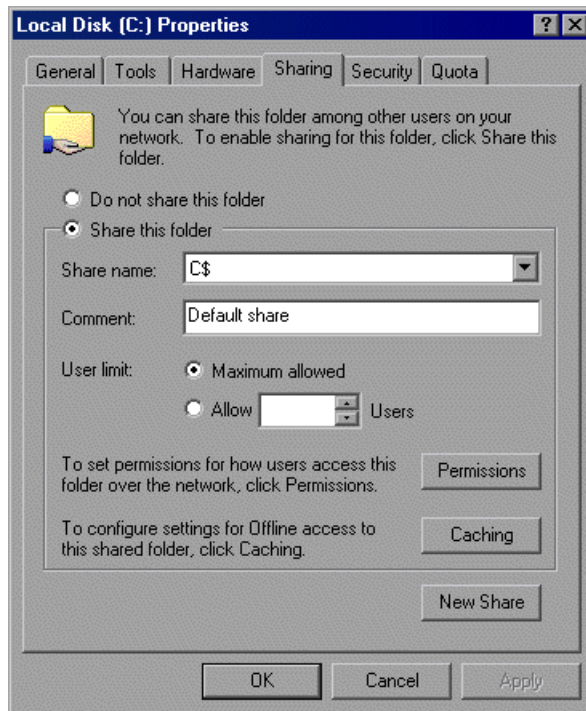 Local Disk (C:) Properties
General
Tools
Hardware
Sharing
Security
Quota
You can share this folder among other users on your
network.  To enable sharing for this folder, click Share this
folder.
Do not share this folder
Share this folder
Share name: C$
Comment: Default share
User limit: Maximum allowed
Allow Users
To set permissions for how users access this
folder over the network, click Permissions.
Permissions
To configure settings for Offline access to
this shared folder, click Caching.
Caching
New Share
OK Cancel Apply